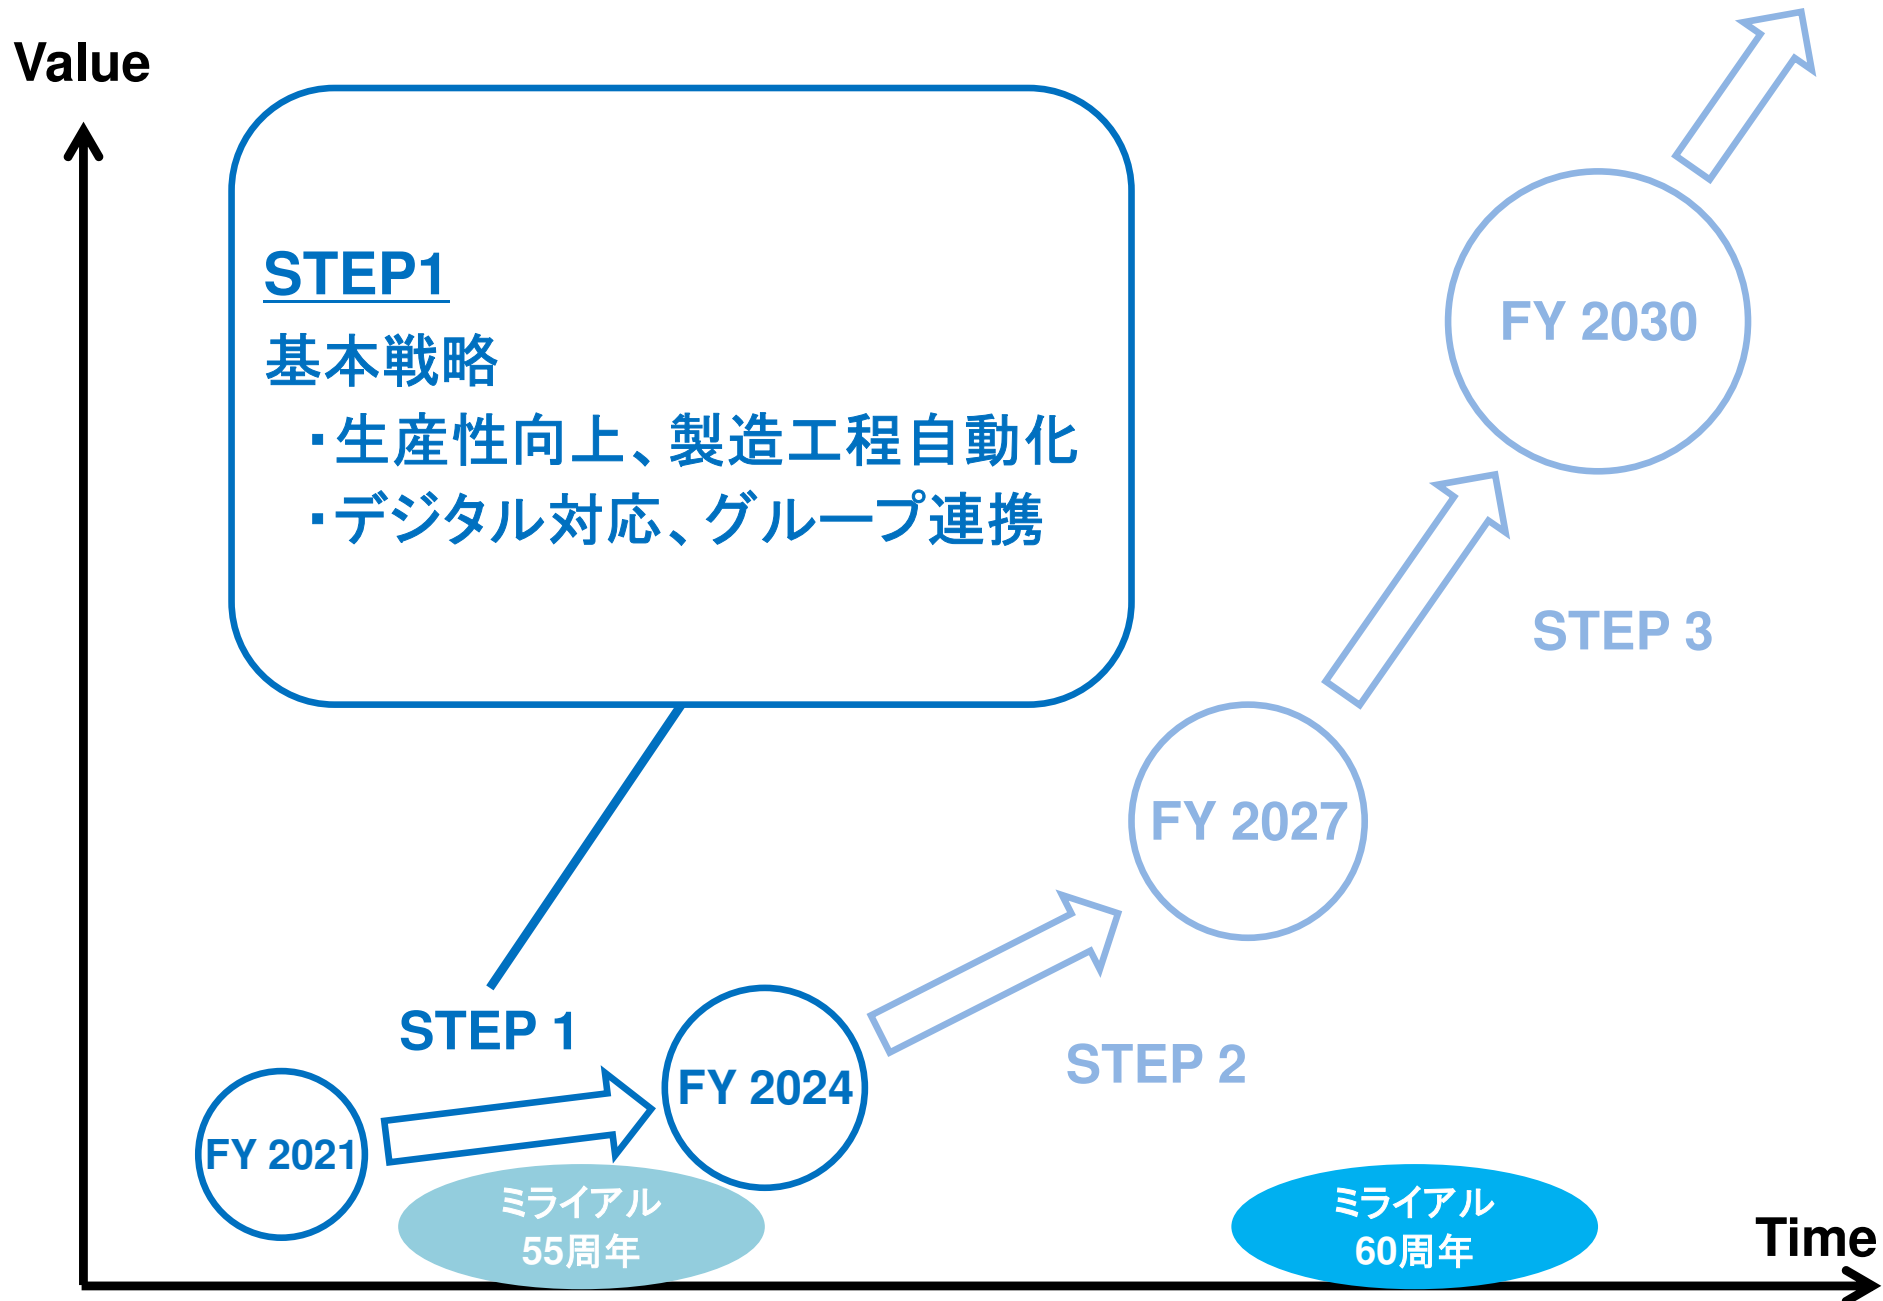 Value
STEP1
基本戦略
・生産性向上、製造工程自動化
・デジタル対応、グループ連携
FY 2030
STEP 3
FY 2027
STEP 1
STEP 2
FY 2024
FY 2021
ミライアル
55周年
ミライアル
60周年
Time